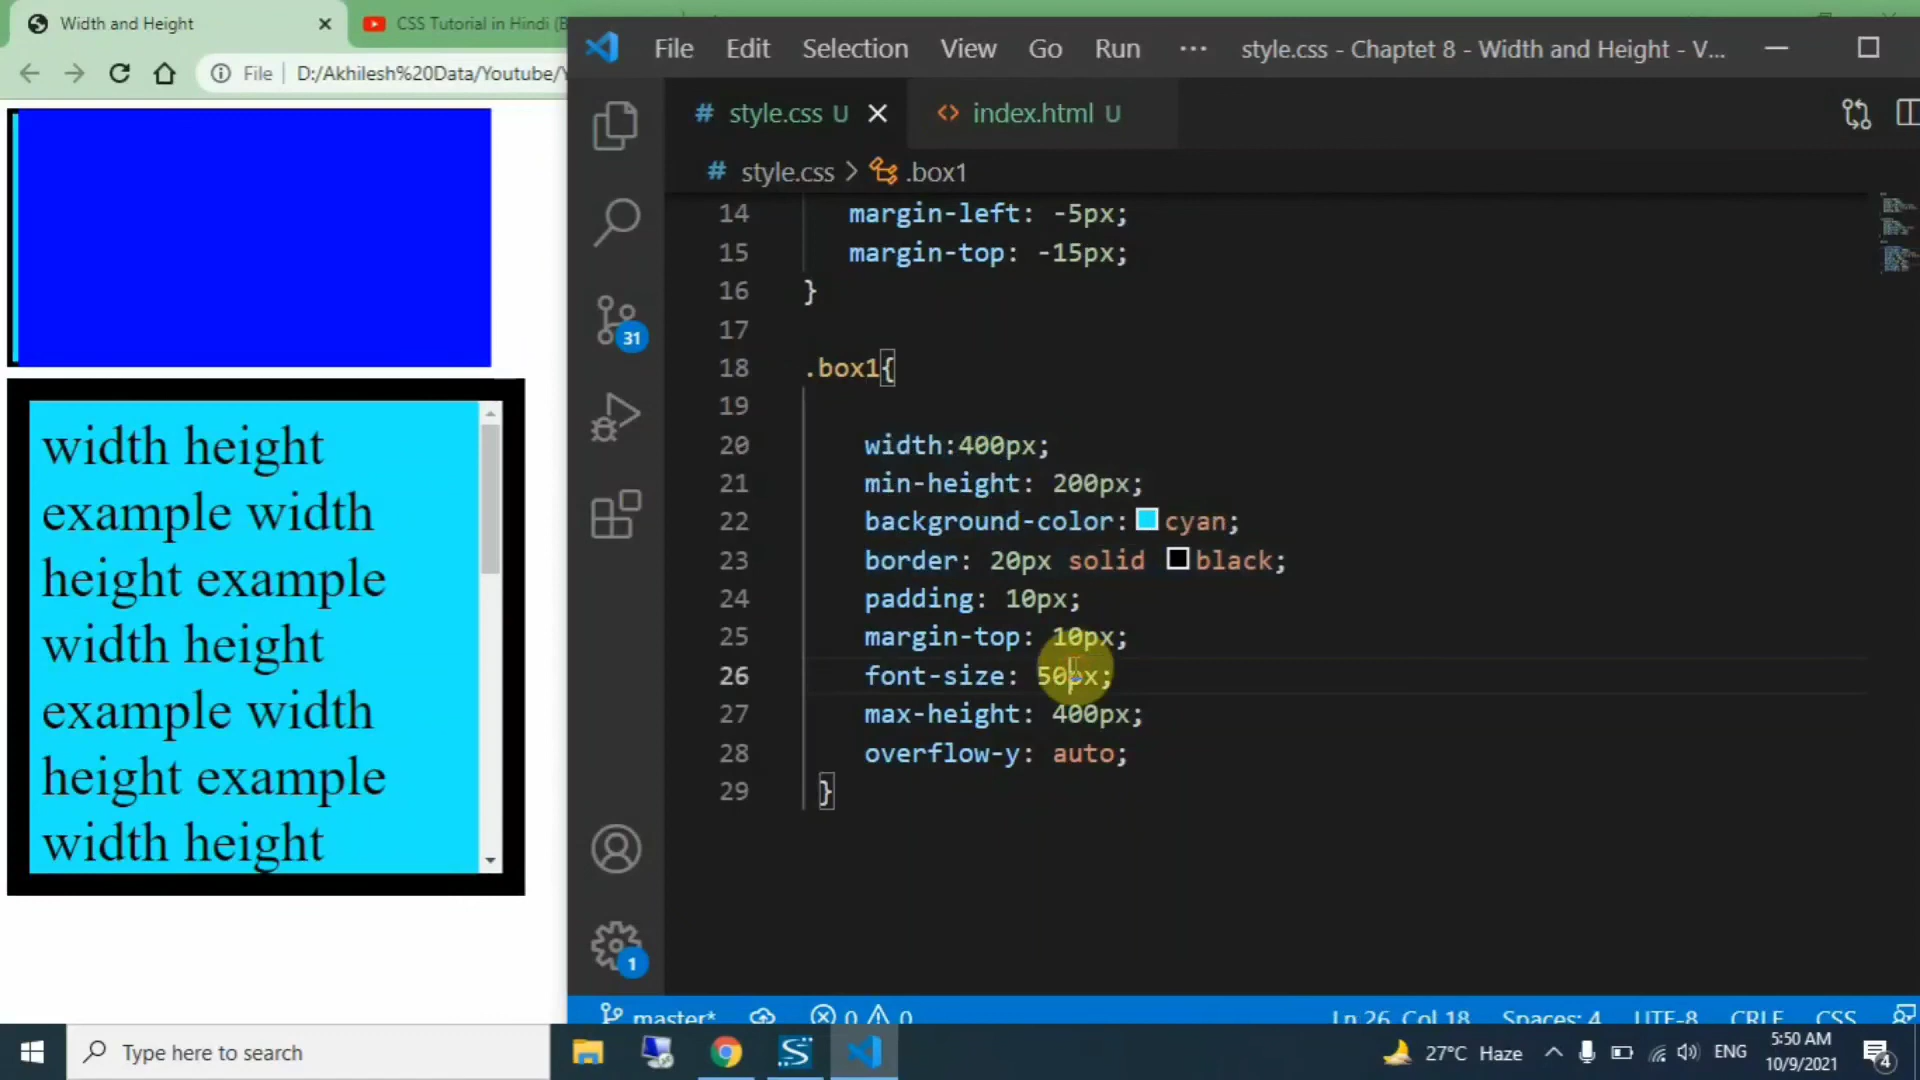 Width and Height
CSS Tutorial in Hindi (B
File
D:/Akhilesh%20Data/Youtube/Y
File Edit Selection View Go Run ···
style.css - Chaptet 8 - Width and Height - V...
# style.css U
<> index.html U
# style.css > .box1
14 margin-left: -5px;
15 margin-top: -15px;
16 }
17
18 .box1{
19
20 width:400px;
21 min-height: 200px;
22 background-color: cyan;
23 border: 20px solid black;
24 padding: 10px;
25 margin-top: 10px;
26 font-size: 50px;
27 max-height: 400px;
28 overflow-y: auto;
29 }
31
1
width height
example width
height example
width height
example width
height example
width height
master* 0 0
Ln 26, Col 18 Spaces: 4 UTF-8 CRLF CSS
Type here to search
27°C Haze
ENG
5:50 AM
10/9/2021
4